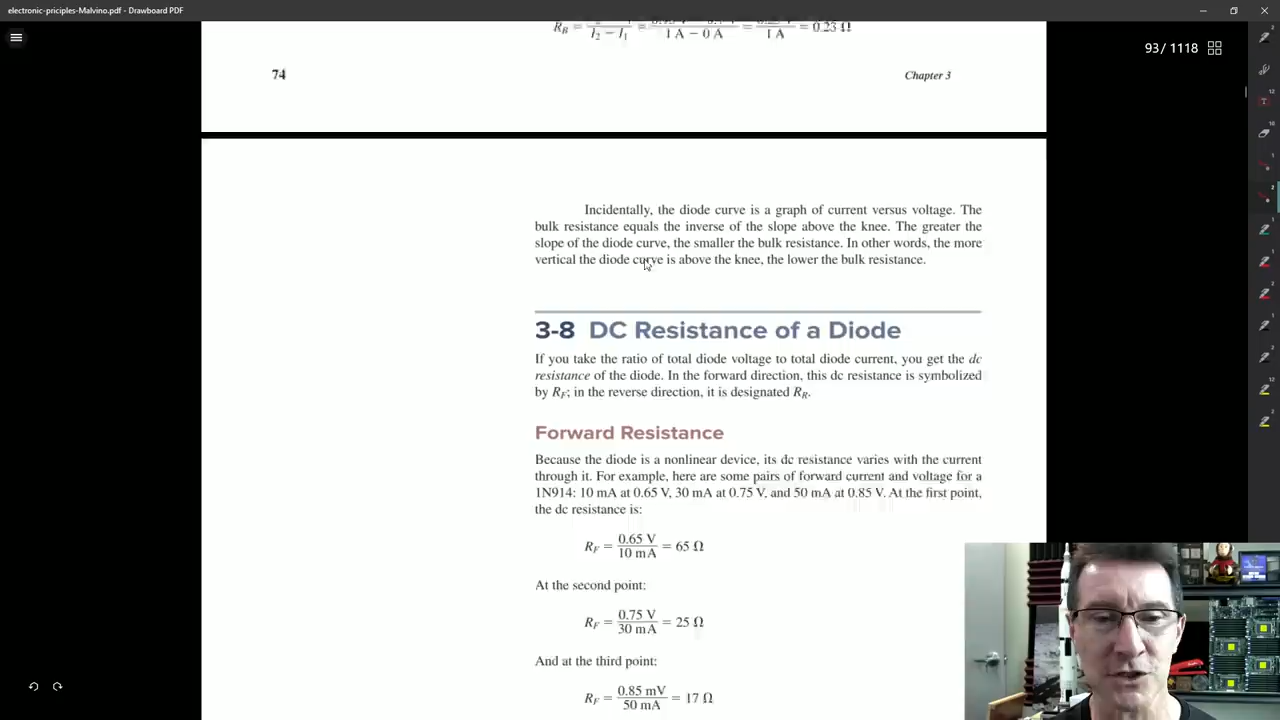 electronic-priciples-Malvino.pdf - Drawboard PDF
93/ 1118
R_B = / I₂ − I₁ = / 1 A − 0 A = / 1 A = 0.23 Ω
74
Chapter 3
Incidentally, the diode curve is a graph of current versus voltage. The
bulk resistance equals the inverse of the slope above the knee. The greater the
slope of the diode curve, the smaller the bulk resistance. In other words, the more
vertical the diode curve is above the knee, the lower the bulk resistance.
3-8 DC Resistance of a Diode
If you take the ratio of total diode voltage to total diode current, you get the dc
resistance of the diode. In the forward direction, this dc resistance is symbolized
by R_F; in the reverse direction, it is designated R_R.
Forward Resistance
Because the diode is a nonlinear device, its dc resistance varies with the current
through it. For example, here are some pairs of forward current and voltage for a
1N914: 10 mA at 0.65 V, 30 mA at 0.75 V, and 50 mA at 0.85 V. At the first point,
the dc resistance is:
R_F = 0.65 V / 10 mA = 65 Ω
At the second point:
R_F = 0.75 V / 30 mA = 25 Ω
And at the third point:
R_F = 0.85 mV / 50 mA = 17 Ω